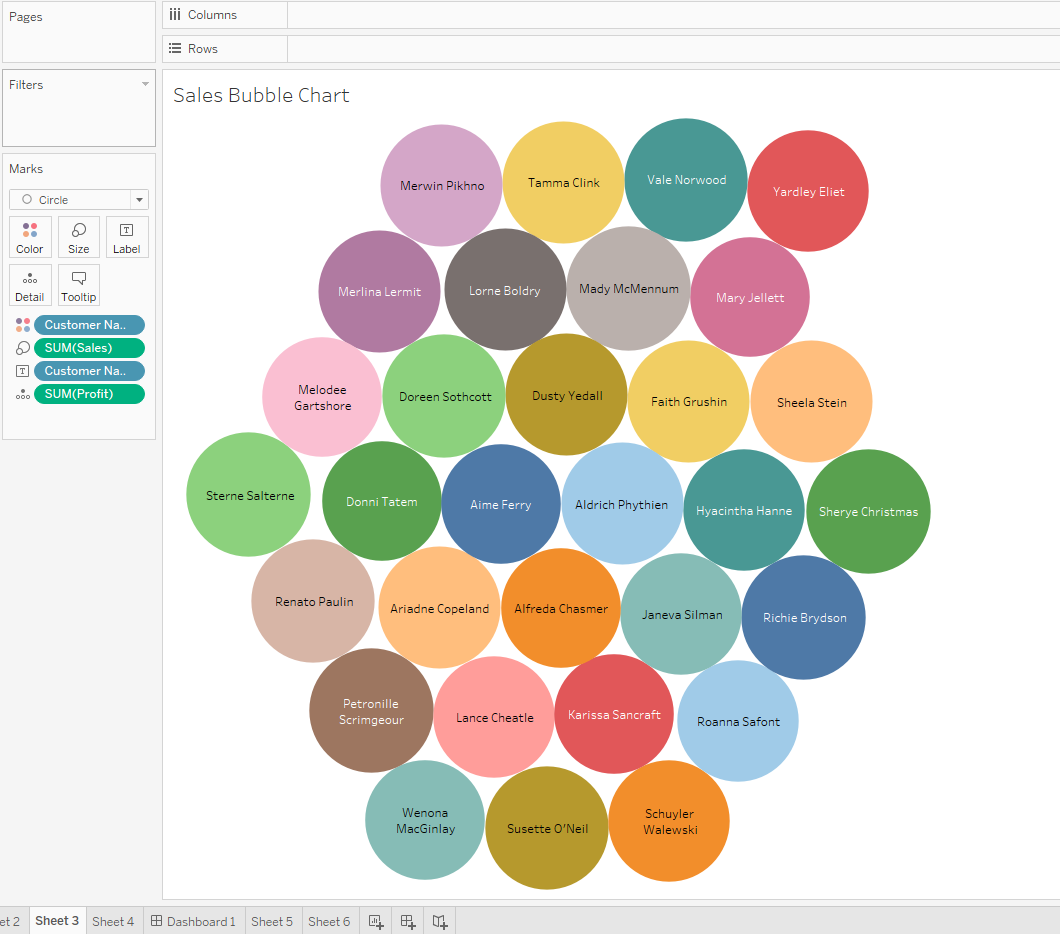 Pages
Columns
Rows
Filters
Marks
Circle
Color
Size
Label
Detail
Tooltip
Customer Na..
SUM(Sales)
Customer Na..
SUM(Profit)
Sales Bubble Chart
Merwin Pikhno
Tamma Clink
Vale Norwood
Yardley Eliet
Merlina Lermit
Lorne Boldry
Mady McMennum
Mary Jellett
Melodee
Gartshore
Doreen Sothcott
Dusty Yedall
Faith Grushin
Sheela Stein
Sterne Salterne
Donni Tatem
Aime Ferry
Aldrich Phythien
Hyacintha Hanne
Sherye Christmas
Renato Paulin
Ariadne Copeland
Alfreda Chasmer
Janeva Silman
Richie Brydson
Petronille
Scrimgeour
Lance Cheatle
Karissa Sancraft
Roanna Safont
Wenona
MacGinlay
Susette O'Neil
Schuyler
Walewski
et 2
Sheet 3
Sheet 4
Dashboard 1
Sheet 5
Sheet 6